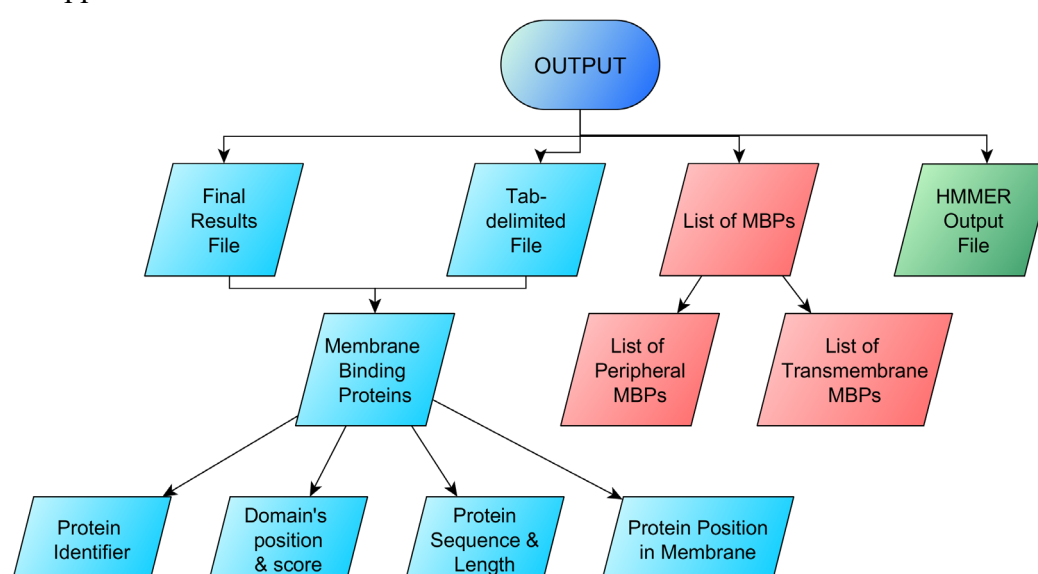 OUTPUT
Final
Results
File
Tab-
delimited
File
List of MBPs
HMMER
Output
File
Membrane
Binding
Proteins
List of
Peripheral
MBPs
List of
Transmembrane
MBPs
Protein
Identifier
Domain's
position
& score
Protein
Sequence &
Length
Protein Position
in Membrane